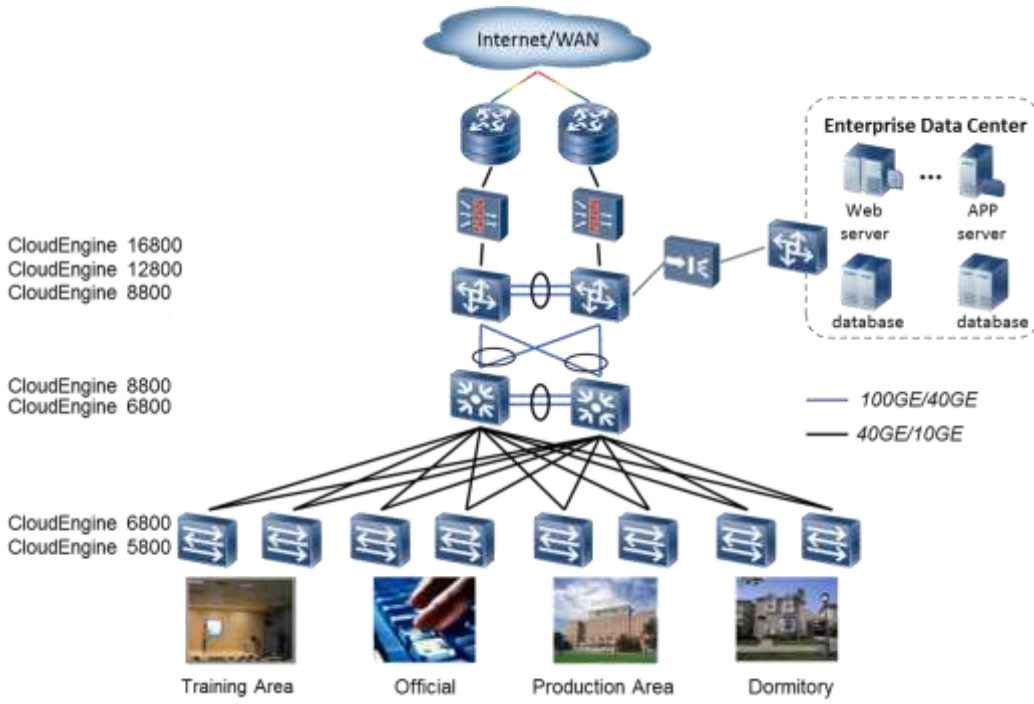 Internet/WAN
Enterprise Data Center
Web
server
...
APP
server
database
database
CloudEngine 16800
CloudEngine 12800
CloudEngine 8800
CloudEngine 8800
CloudEngine 6800
100GE/40GE
40GE/10GE
CloudEngine 6800
CloudEngine 5800
Training Area
Official
Production Area
Dormitory